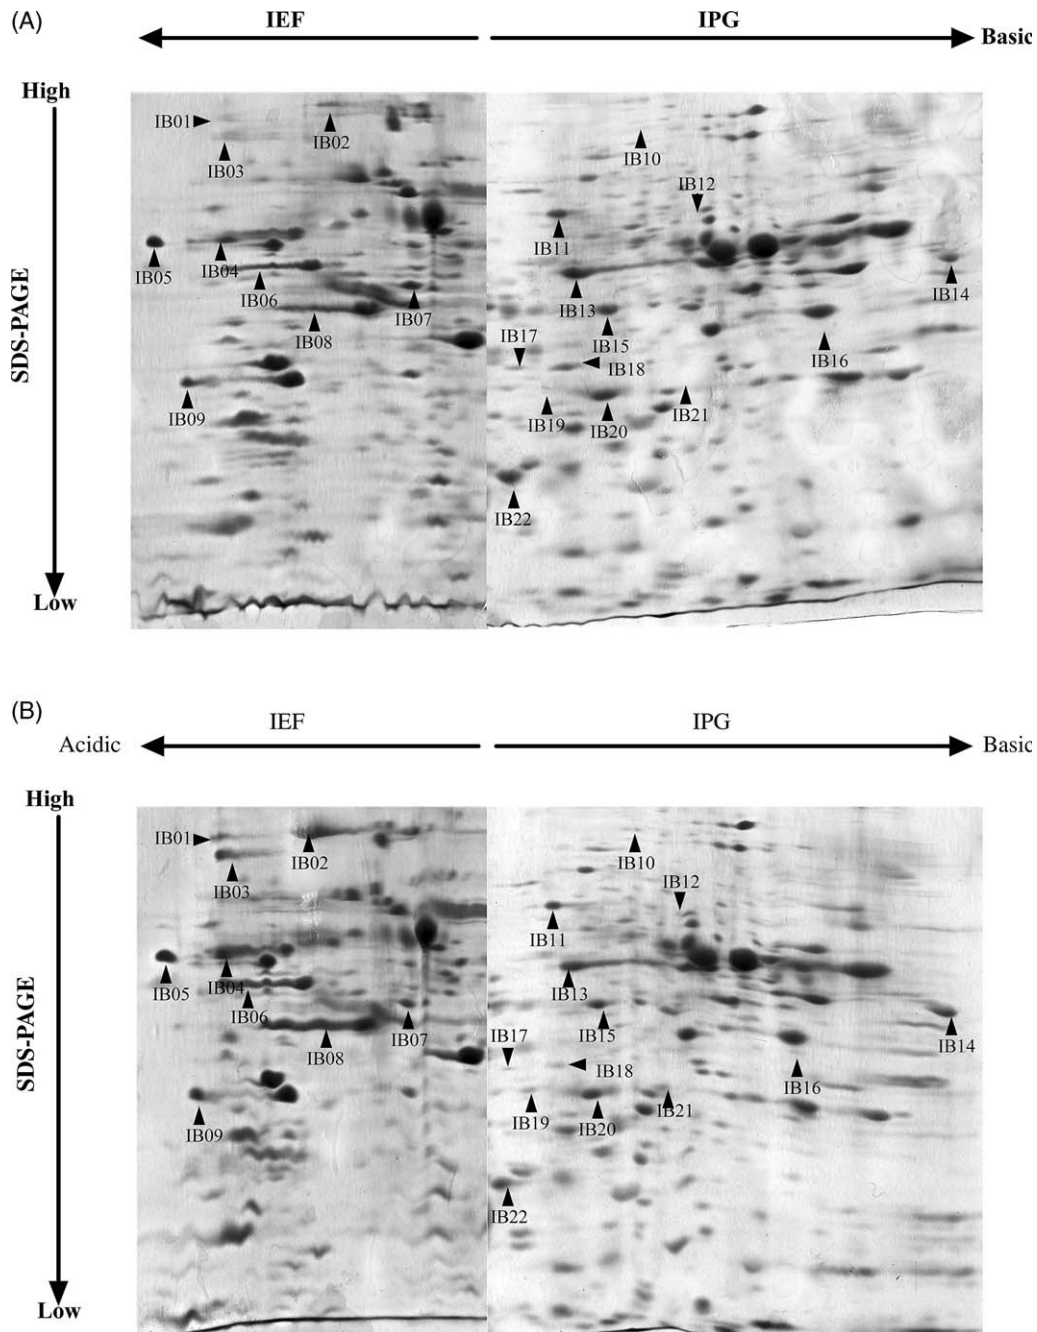 (A)
IEF
IPG
Basic
High
SDS-PAGE
Low
IB01
IB02
IB03
IB10
IB12
IB11
IB05
IB04
IB06
IB07
IB08
IB13
IB14
IB15
IB16
IB17
IB18
IB09
IB19
IB20
IB21
IB22
(B)
IEF
IPG
Acidic
Basic
High
SDS-PAGE
Low
IB01
IB02
IB03
IB10
IB12
IB11
IB05
IB04
IB06
IB07
IB08
IB13
IB14
IB15
IB16
IB17
IB18
IB09
IB19
IB20
IB21
IB22